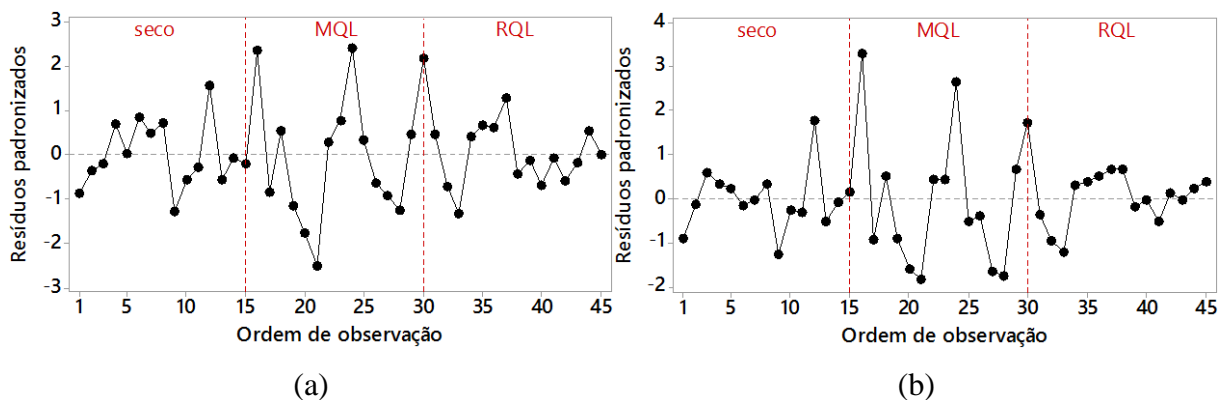 seco MQL RQL
Resíduos padronizados
3
2
1
0
-1
-2
-3
1 5 10 15 20 25 30 35 40 45
Ordem de observação
(a)
seco MQL RQL
Resíduos padronizados
4
3
2
1
0
-1
-2
1 5 10 15 20 25 30 35 40 45
Ordem de observação
(b)